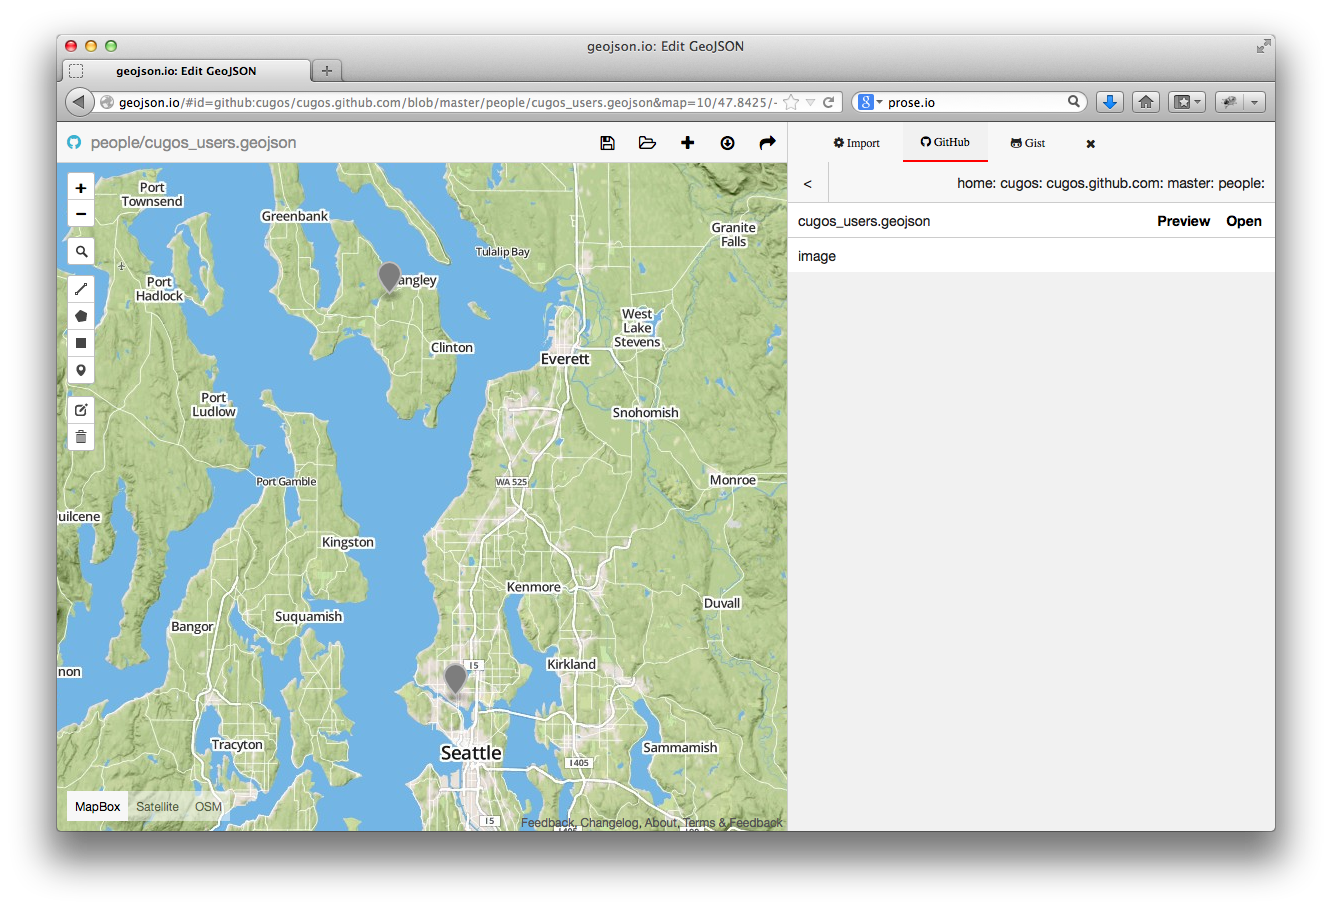 geojson.io: Edit GeoJSON
geojson.io: Edit GeoJSON
geojson.io/#id=github:cugos/cugos.github.com/blob/master/people/cugos_users.geojson&map=10/47.8425/-
prose.io
people/cugos_users.geojson
Import
GitHub
Gist
<
home: cugos: cugos.github.com: master: people:
cugos_users.geojson
Preview
Open
image
Port
Townsend
Greenbank
Granite
Falls
Tulalip Bay
Port
Hadlock
angley
West
Lake
Stevens
Clinton
Everett
Port
Ludlow
Snohomish
Port Gamble
WA 525
Monroe
uilcene
Kingston
Kenmore
Duvall
Suquamish
Bangor
I 5
Kirkland
non
Tracyton
Seattle
Sammamish
I 405
MapBox
Satellite
OSM
I 5
Feedback, Changelog, About, Terms & Feedback